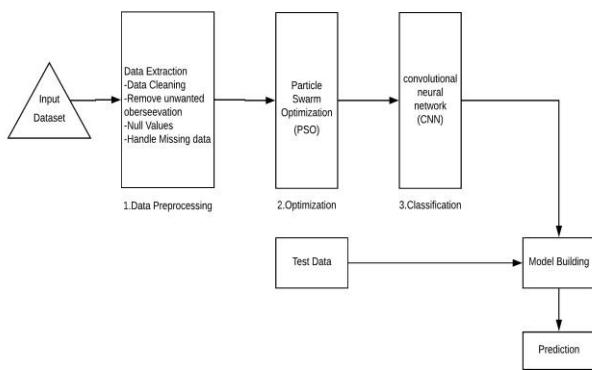 Input
Dataset
Data Extraction
-Data Cleaning
-Remove unwanted
oberseevation
-Null Values
-Handle Missing data
1.Data Preprocessing
Particle
Swarm
Optimization
(PSO)
2.Optimization
convolutional
neural
network
(CNN)
3.Classification
Test Data
Model Building
Prediction